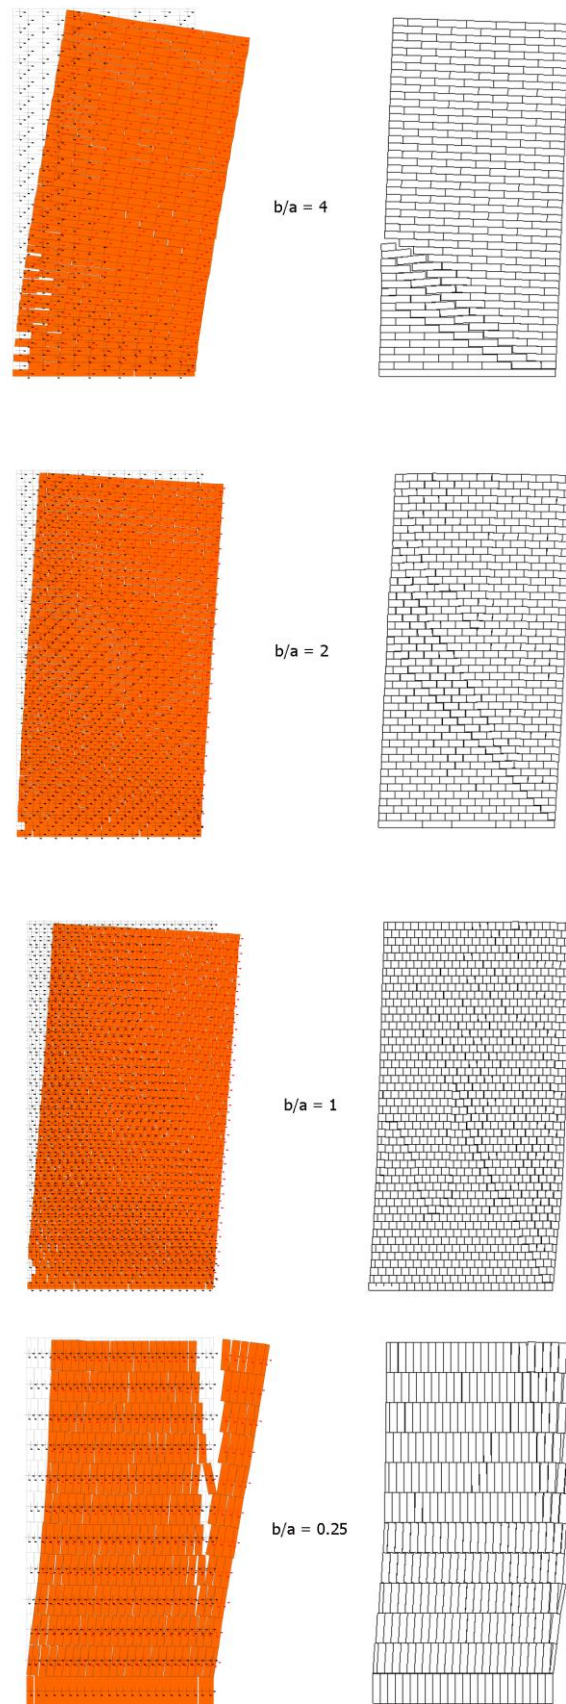 b/a = 4
b/a = 2
b/a = 1
b/a = 0.25